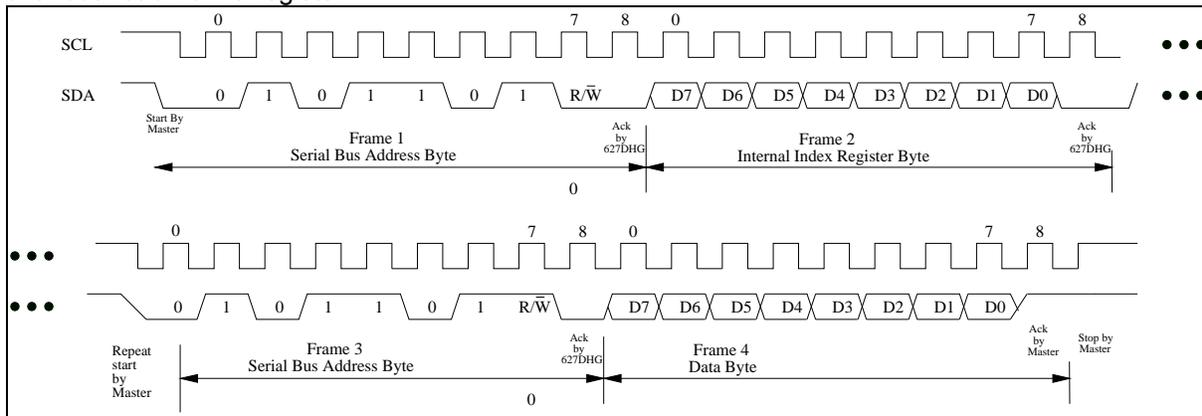 0 7 8 0 7 8
SCL
SDA 0 1 0 1 1 0 1 R/W̅ D7 D6 D5 D4 D3 D2 D1 D0
Start By
Master
Frame 1
Serial Bus Address Byte
Ack
by
627DHG
Frame 2
Internal Index Register Byte
Ack
by
627DHG
0
0 7 8 0 7 8
0 1 0 1 1 0 1 R/W̅ D7 D6 D5 D4 D3 D2 D1 D0
Repeat
start
by
Master
Frame 3
Serial Bus Address Byte
Ack
by
627DHG
Frame 4
Data Byte
Ack
by
Master
Stop by
Master
0